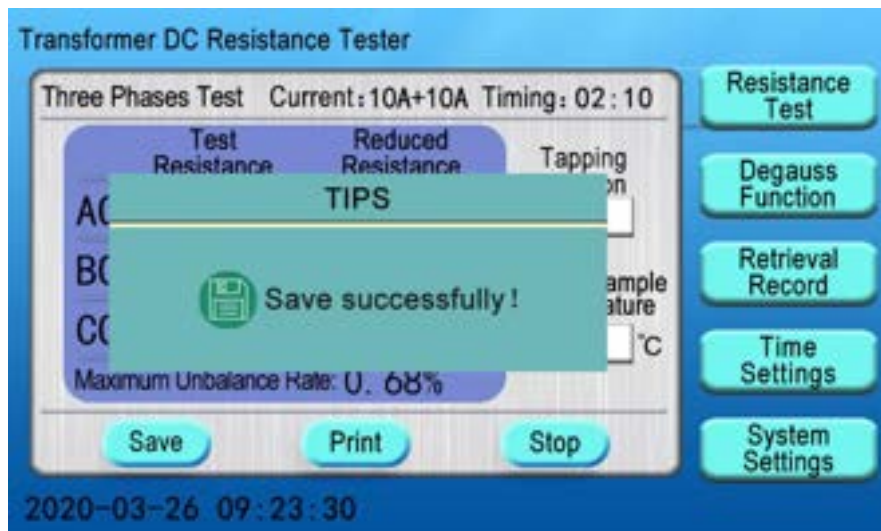 Transformer DC Resistance Tester
Three Phases Test Current:10A+10A Timing:02:10
Test Resistance
Reduced Resistance
Tapping
TIPS
Save successfully!
Maximum Unbalance Rate: 0.68%
°C
Save
Print
Stop
Resistance
Test
Degauss
Function
Retrieval
Record
Time
Settings
System
Settings
2020-03-26 09:23:30